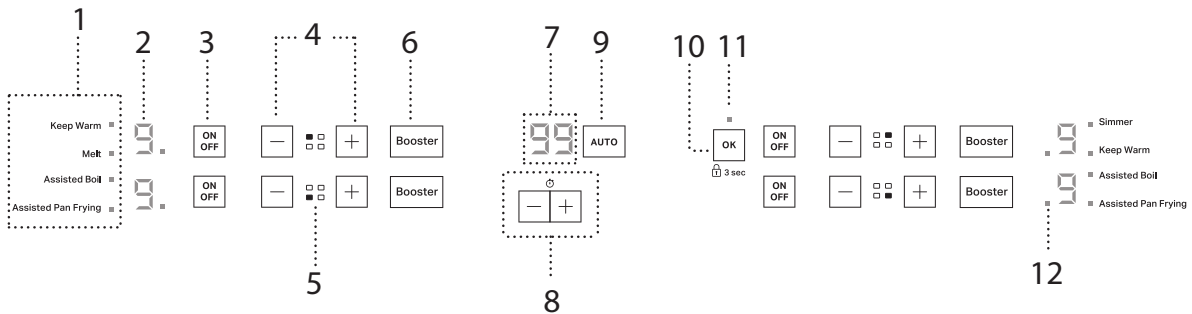 1
2
3
4
6
7
9
10
11
Keep Warm
Melt
9.
ON
OFF
− +
Booster
99
AUTO
OK
3 sec
ON
OFF
− +
Booster
9
Simmer
Keep Warm
Assisted Boil
Assisted Pan Frying
9.
ON
OFF
− +
Booster
− +
ON
OFF
− +
Booster
9
Assisted Boil
Assisted Pan Frying
5
8
12